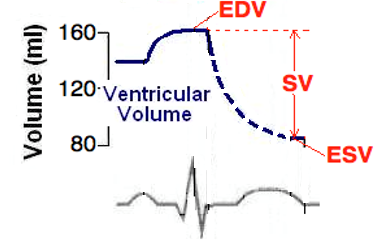 EDV
160
Volume (ml)
120
SV
Ventricular
Volume
80
ESV